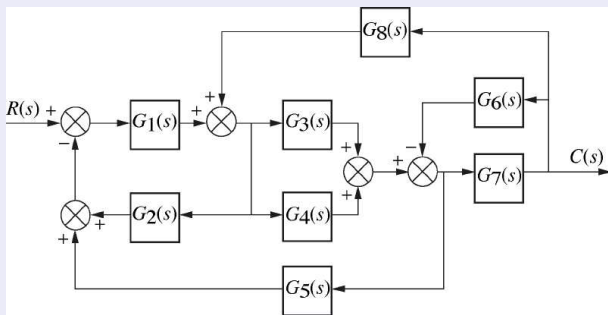 G8(s)
R(s) + + + G6(s)
G1(s) + G3(s) −
− + + C(s)
G7(s)
+ G2(s) G4(s) +
+
G5(s)